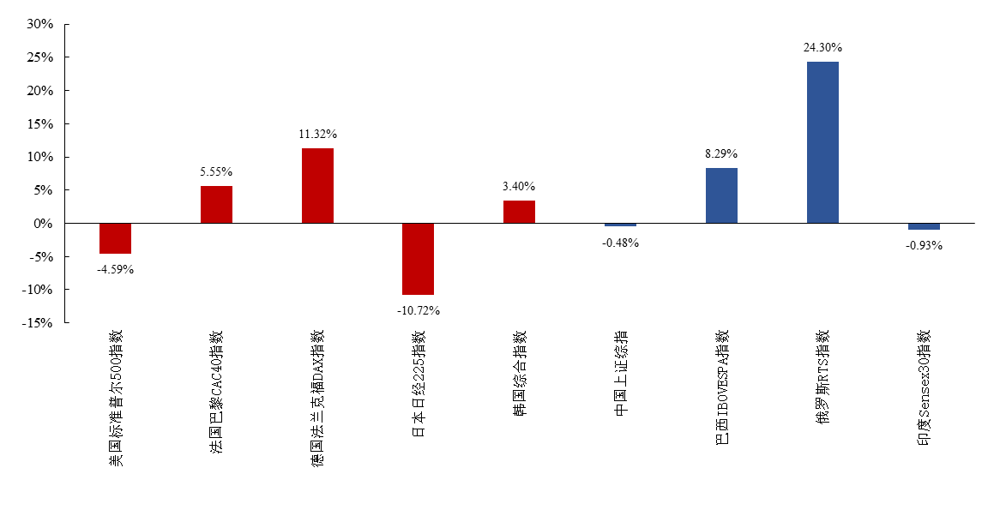 30%
25%
20%
15%
10%
5%
0%
-5%
-10%
-15%
-4.59%
5.55%
11.32%
-10.72%
3.40%
-0.48%
8.29%
24.30%
-0.93%
美国标准普尔500指数
法国巴黎CAC40指数
德国法兰克福DAX指数
日本日经225指数
韩国综合指数
中国上证综指
巴西IBOVESPA指数
俄罗斯RTS指数
印度Sensex30指数